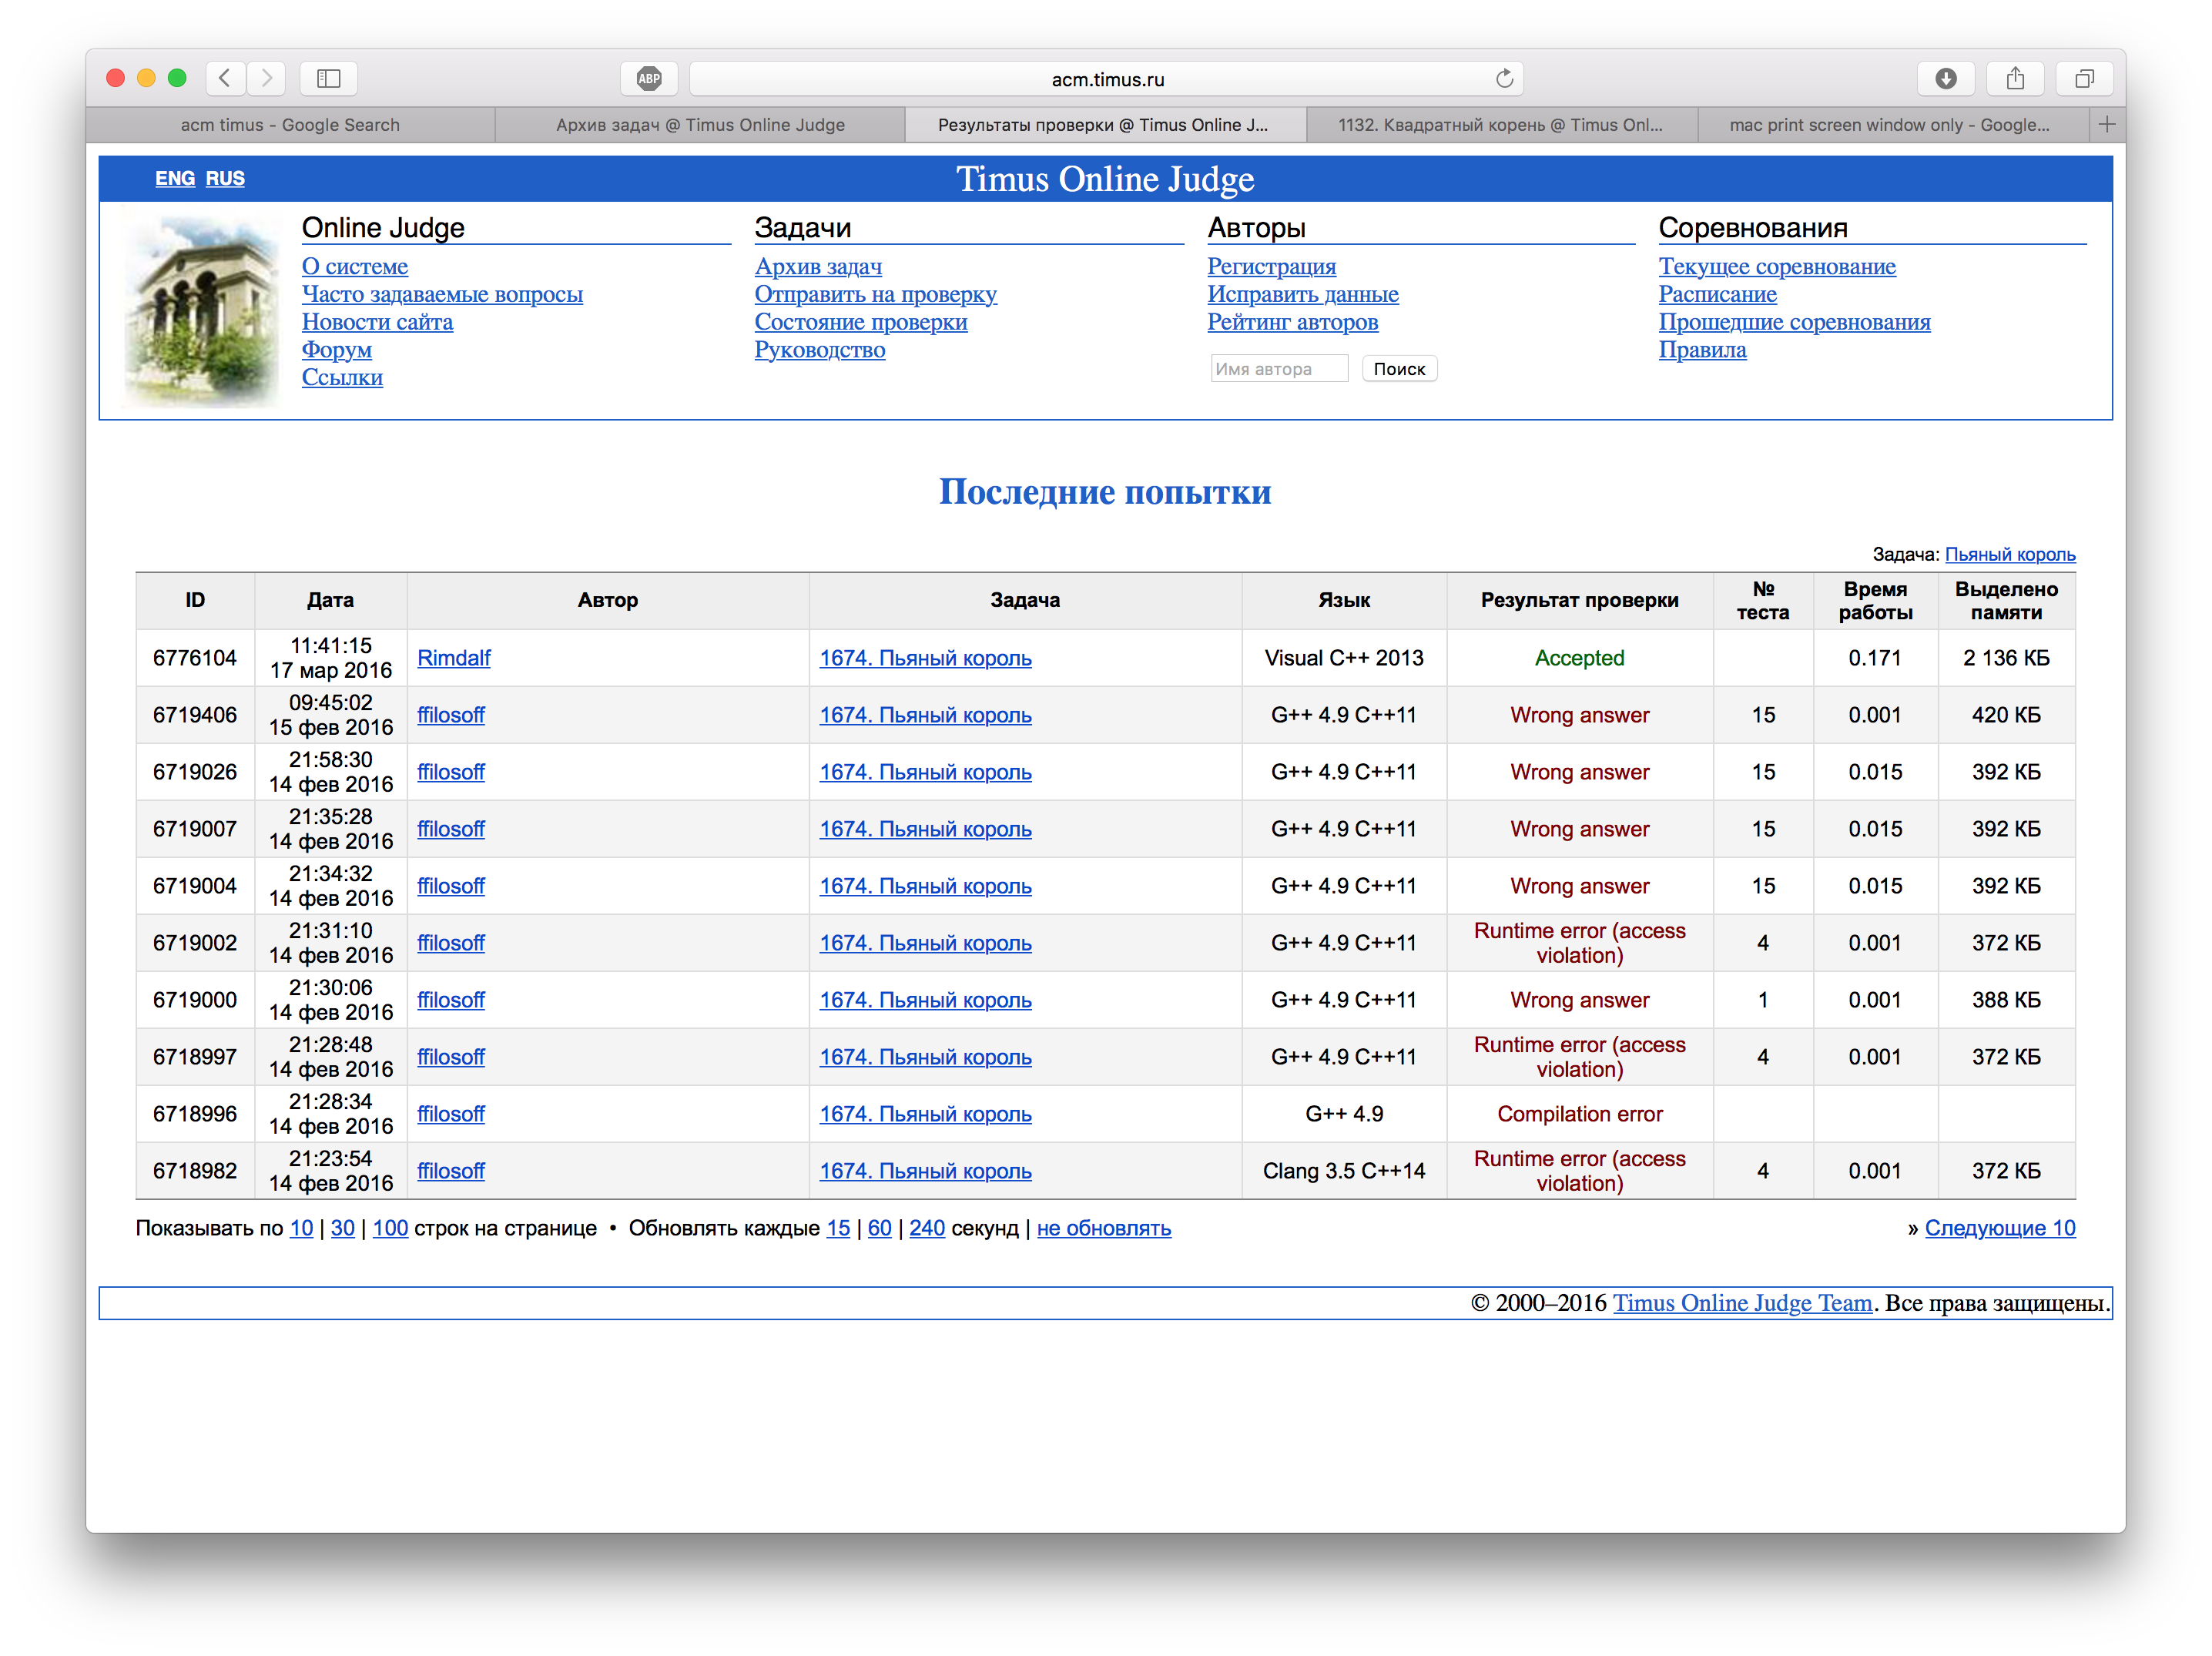 ABP
acm.timus.ru
acm timus - Google Search
Архив задач @ Timus Online Judge
Результаты проверки @ Timus Online J...
1132. Квадратный корень @ Timus Onl...
mac print screen window only - Google...
ENG RUS
Timus Online Judge
Online Judge
О системе
Часто задаваемые вопросы
Новости сайта
Форум
Ссылки
Задачи
Архив задач
Отправить на проверку
Состояние проверки
Руководство
Авторы
Регистрация
Исправить данные
Рейтинг авторов
Имя автора Поиск
Соревнования
Текущее соревнование
Расписание
Прошедшие соревнования
Правила
Последние попытки
Задача: Пьяный король
ID Дата Автор Задача Язык Результат проверки № теста Время работы Выделено памяти
6776104 11:41:15 17 мар 2016 Rimdalf 1674. Пьяный король Visual C++ 2013 Accepted 0.171 2 136 КБ
6719406 09:45:02 15 фев 2016 ffilosoff 1674. Пьяный король G++ 4.9 C++11 Wrong answer 15 0.001 420 КБ
6719026 21:58:30 14 фев 2016 ffilosoff 1674. Пьяный король G++ 4.9 C++11 Wrong answer 15 0.015 392 КБ
6719007 21:35:28 14 фев 2016 ffilosoff 1674. Пьяный король G++ 4.9 C++11 Wrong answer 15 0.015 392 КБ
6719004 21:34:32 14 фев 2016 ffilosoff 1674. Пьяный король G++ 4.9 C++11 Wrong answer 15 0.015 392 КБ
6719002 21:31:10 14 фев 2016 ffilosoff 1674. Пьяный король G++ 4.9 C++11 Runtime error (access violation) 4 0.001 372 КБ
6719000 21:30:06 14 фев 2016 ffilosoff 1674. Пьяный король G++ 4.9 C++11 Wrong answer 1 0.001 388 КБ
6718997 21:28:48 14 фев 2016 ffilosoff 1674. Пьяный король G++ 4.9 C++11 Runtime error (access violation) 4 0.001 372 КБ
6718996 21:28:34 14 фев 2016 ffilosoff 1674. Пьяный король G++ 4.9 Compilation error
6718982 21:23:54 14 фев 2016 ffilosoff 1674. Пьяный король Clang 3.5 C++14 Runtime error (access violation) 4 0.001 372 КБ
Показывать по 10 | 30 | 100 строк на странице • Обновлять каждые 15 | 60 | 240 секунд | не обновлять
» Следующие 10
© 2000–2016 Timus Online Judge Team. Все права защищены.